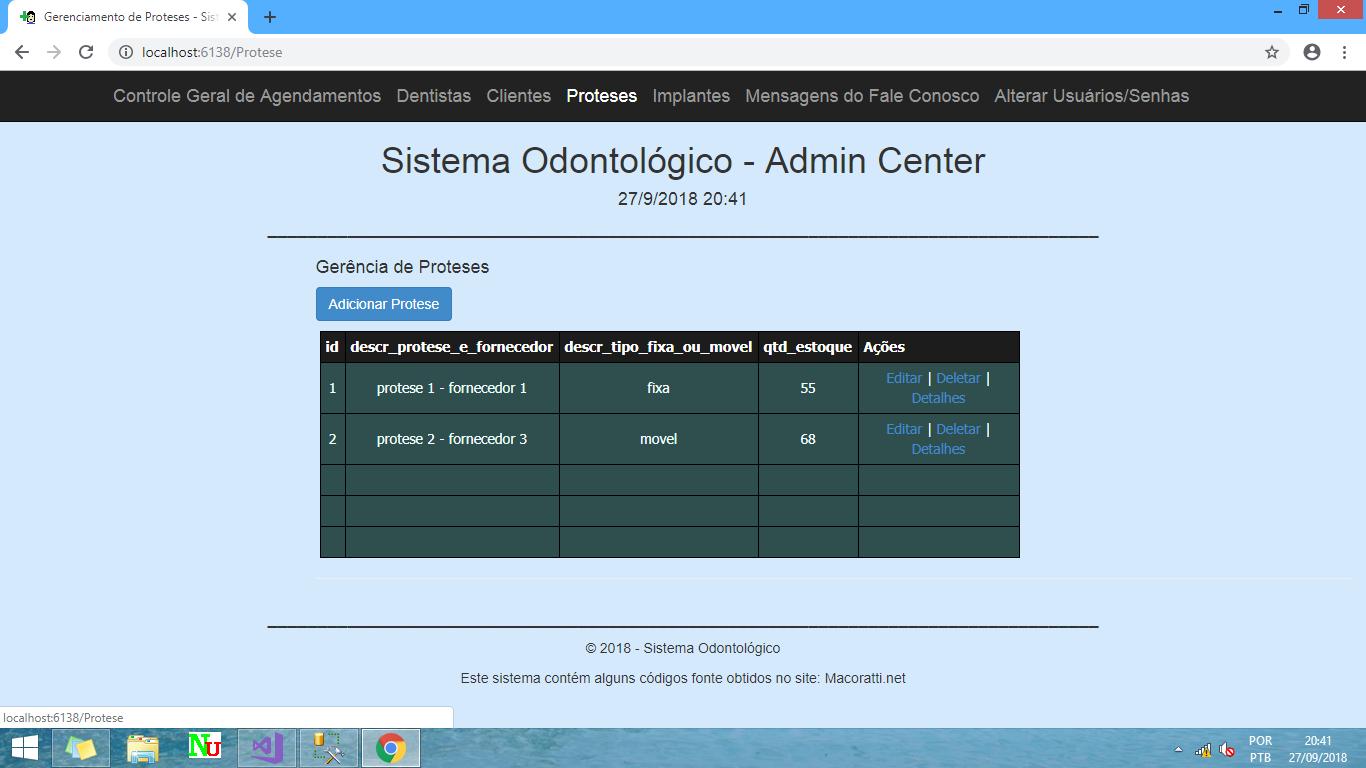 Gerenciamento de Proteses - Sist
localhost:6138/Protese
Controle Geral de Agendamentos Dentistas Clientes Proteses Implantes Mensagens do Fale Conosco Alterar Usuários/Senhas
Sistema Odontológico - Admin Center
27/9/2018 20:41
Gerência de Proteses
Adicionar Protese
id descr_protese_e_fornecedor descr_tipo_fixa_ou_movel qtd_estoque Ações
1 protese 1 - fornecedor 1 fixa 55 Editar | Deletar |
Detalhes
2 protese 2 - fornecedor 3 movel 68 Editar | Deletar |
Detalhes
© 2018 - Sistema Odontológico
Este sistema contém alguns códigos fonte obtidos no site: Macoratti.net
localhost:6138/Protese
NU
POR 20:41
PTB 27/09/2018